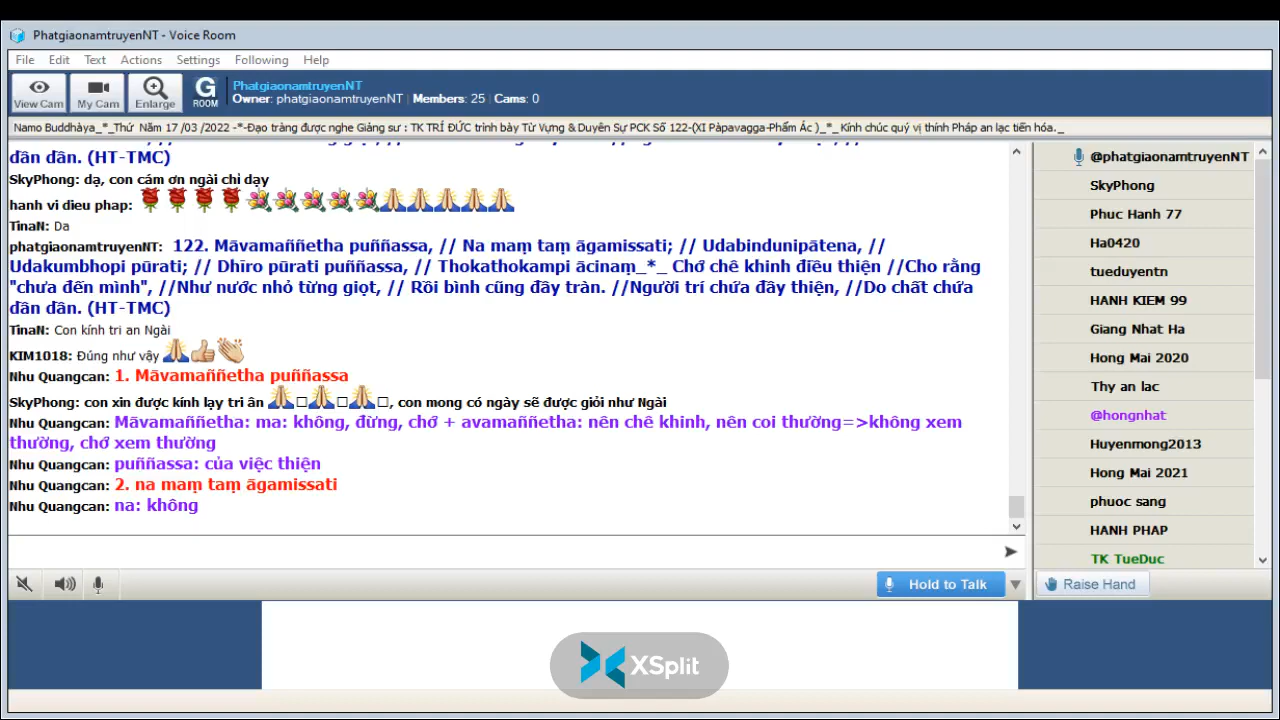 PhatgiaonamtruyenNT - Voice Room
File Edit Text Actions Settings Following Help
View Cam My Cam Enlarge G ROOM
PhatgiaonamtruyenNT
Owner: phatgiaonamtruyenNT | Members: 25 | Cams: 0
Namo Buddhàya_*_Thứ Năm 17 /03 /2022 -*-Đạo tràng được nghe Giảng sư : TK TRÍ ĐỨC trình bày Từ Vựng & Duyên Sự PCK Số 122-(XI Pàpavagga-Phẩm Ác )_*_ Kính chúc quý vị thính Pháp an lạc tiến hóa._
dần dần. (HT-TMC)
SkyPhong: dạ, con cám ơn ngài chỉ dạy
hanh vi dieu phap:
TinaN: Da
phatgiaonamtruyenNT: 122. Māvamaññetha puññassa, // Na maṃ taṃ āgamissati; // Udabindunipātena, //
Udakumbhopi pūrati; // Dhīro pūrati puññassa, // Thokathokampi ācinaṃ_*_ Chớ chê khinh điều thiện //Cho rằng
"chưa đến mình", //Như nước nhỏ từng giọt, // Rồi bình cũng đầy tràn. //Người trí chứa đầy thiện, //Do chất chứa
dần dần. (HT-TMC)
TinaN: Con kính tri an Ngài
KIM1018: Đúng như vậy
Nhu Quangcan: 1. Māvamaññetha puññassa
SkyPhong: con xin được kính lạy tri ân , con mong có ngày sẽ được giỏi như Ngài
Nhu Quangcan: Māvamaññetha: ma: không, đừng, chớ + avamaññetha: nên chê khinh, nên coi thường=>không xem
thường, chớ xem thường
Nhu Quangcan: puññassa: của việc thiện
Nhu Quangcan: 2. na maṃ taṃ āgamissati
Nhu Quangcan: na: không
@phatgiaonamtruyenNT
SkyPhong
Phuc Hanh 77
Ha0420
tueduyentn
HANH KIEM 99
Giang Nhat Ha
Hong Mai 2020
Thy an lac
@hongnhat
Huyenmong2013
Hong Mai 2021
phuoc sang
HANH PHAP
TK TueDuc
Hold to Talk
Raise Hand
XSplit